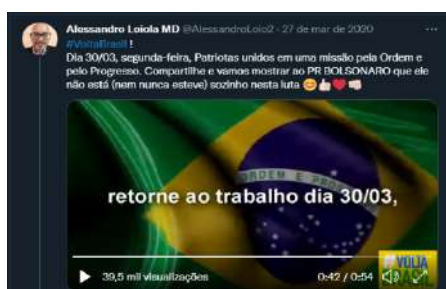 Alessandro Loiola MD @AlessandroLoiol2 · 27 de mar de 2020
#VoltaBrasil !
Dia 30/03, segunda-feira, Patriotas unidos em uma missão pela Ordem e
pelo Progresso. Compartilhe e vamos mostrar ao PR BOLSONARO que ele
não está (nem nunca esteve) sozinho nesta luta 😊👍❤️👊🏻
ORDEM E PRO
retorne ao trabalho dia 30/03,
39,5 mil visualizações
0:42 / 0:54
#VOLTA
BRASIL